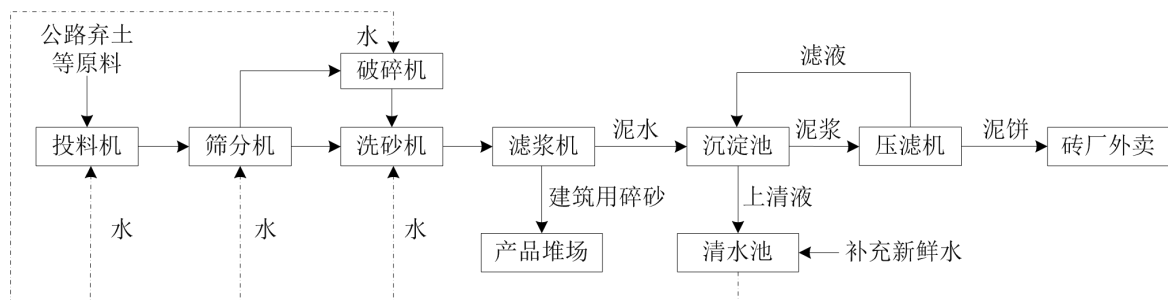 公路弃土
等原料
水
破碎机
滤液
投料机
筛分机
洗砂机
滤浆机
泥水
沉淀池
泥浆
压滤机
泥饼
砖厂外卖
建筑用碎砂
上清液
水
水
水
产品堆场
清水池
补充新鲜水